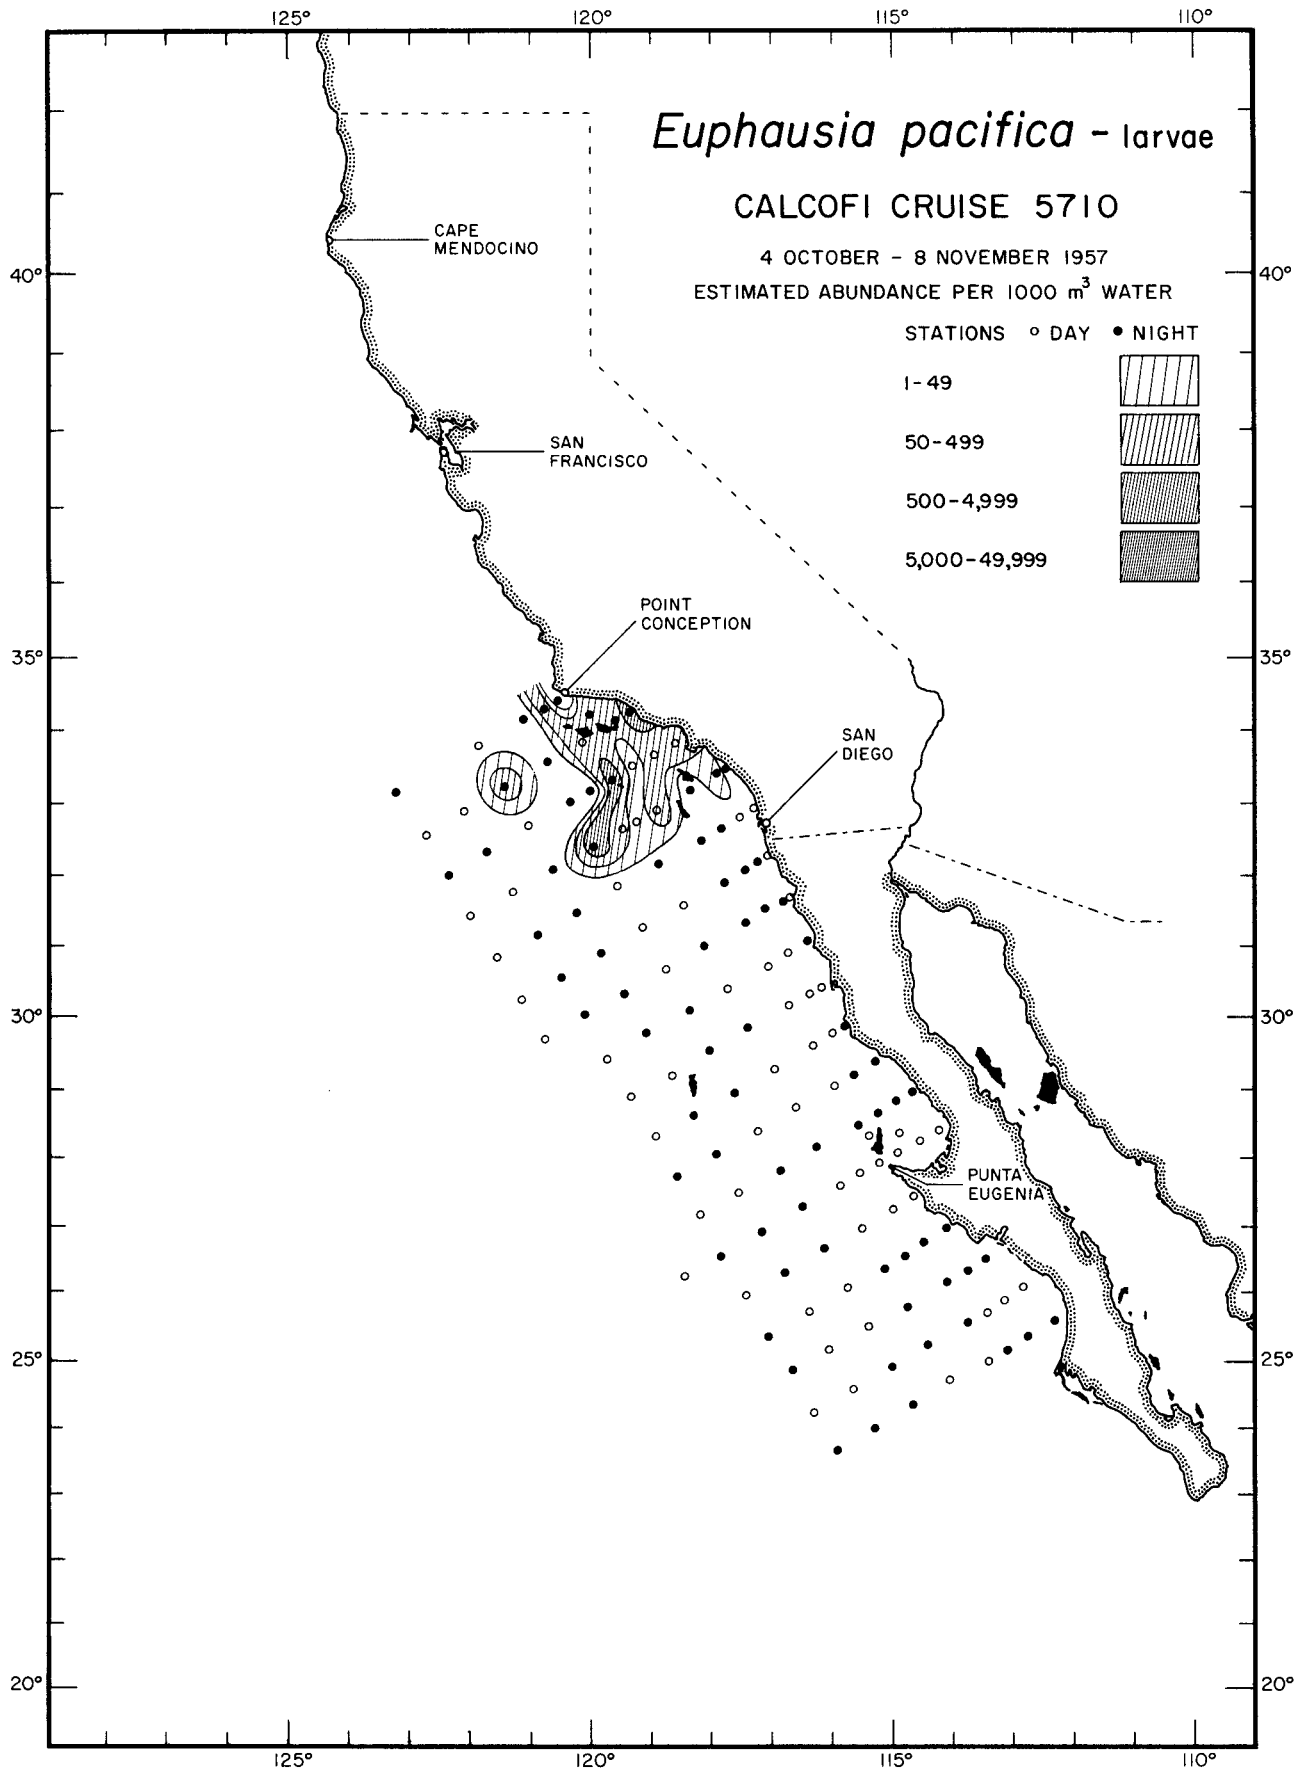 125° 120° 115° 110°
Euphausia pacifica – larvae
CALCOFI CRUISE 5710
4 OCTOBER – 8 NOVEMBER 1957
ESTIMATED ABUNDANCE PER 1000 m³ WATER
STATIONS ○ DAY ● NIGHT
1–49
50–499
500–4,999
5,000–49,999
CAPE
MENDOCINO
40° 40°
SAN
FRANCISCO
POINT
CONCEPTION
35° 35°
SAN
DIEGO
30° 30°
PUNTA
EUGENIA
25° 25°
20° 20°
125° 120° 115° 110°